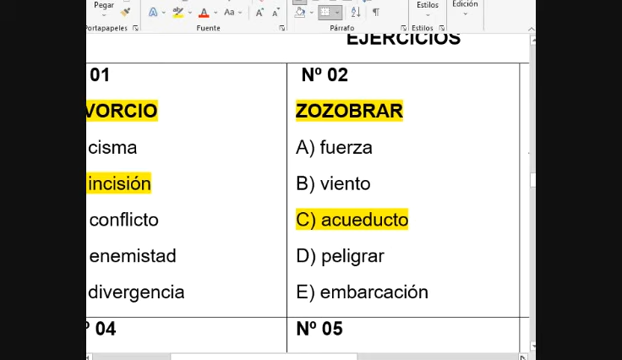 Pegar
Estilos
Edición
Portapapeles
Fuente
Párrafo
Estilos
EJERCICIOS
01
Nº 02
VORCIO
ZOZOBRAR
cisma
A) fuerza
incisión
B) viento
conflicto
C) acueducto
enemistad
D) peligrar
divergencia
E) embarcación
º 04
Nº 05